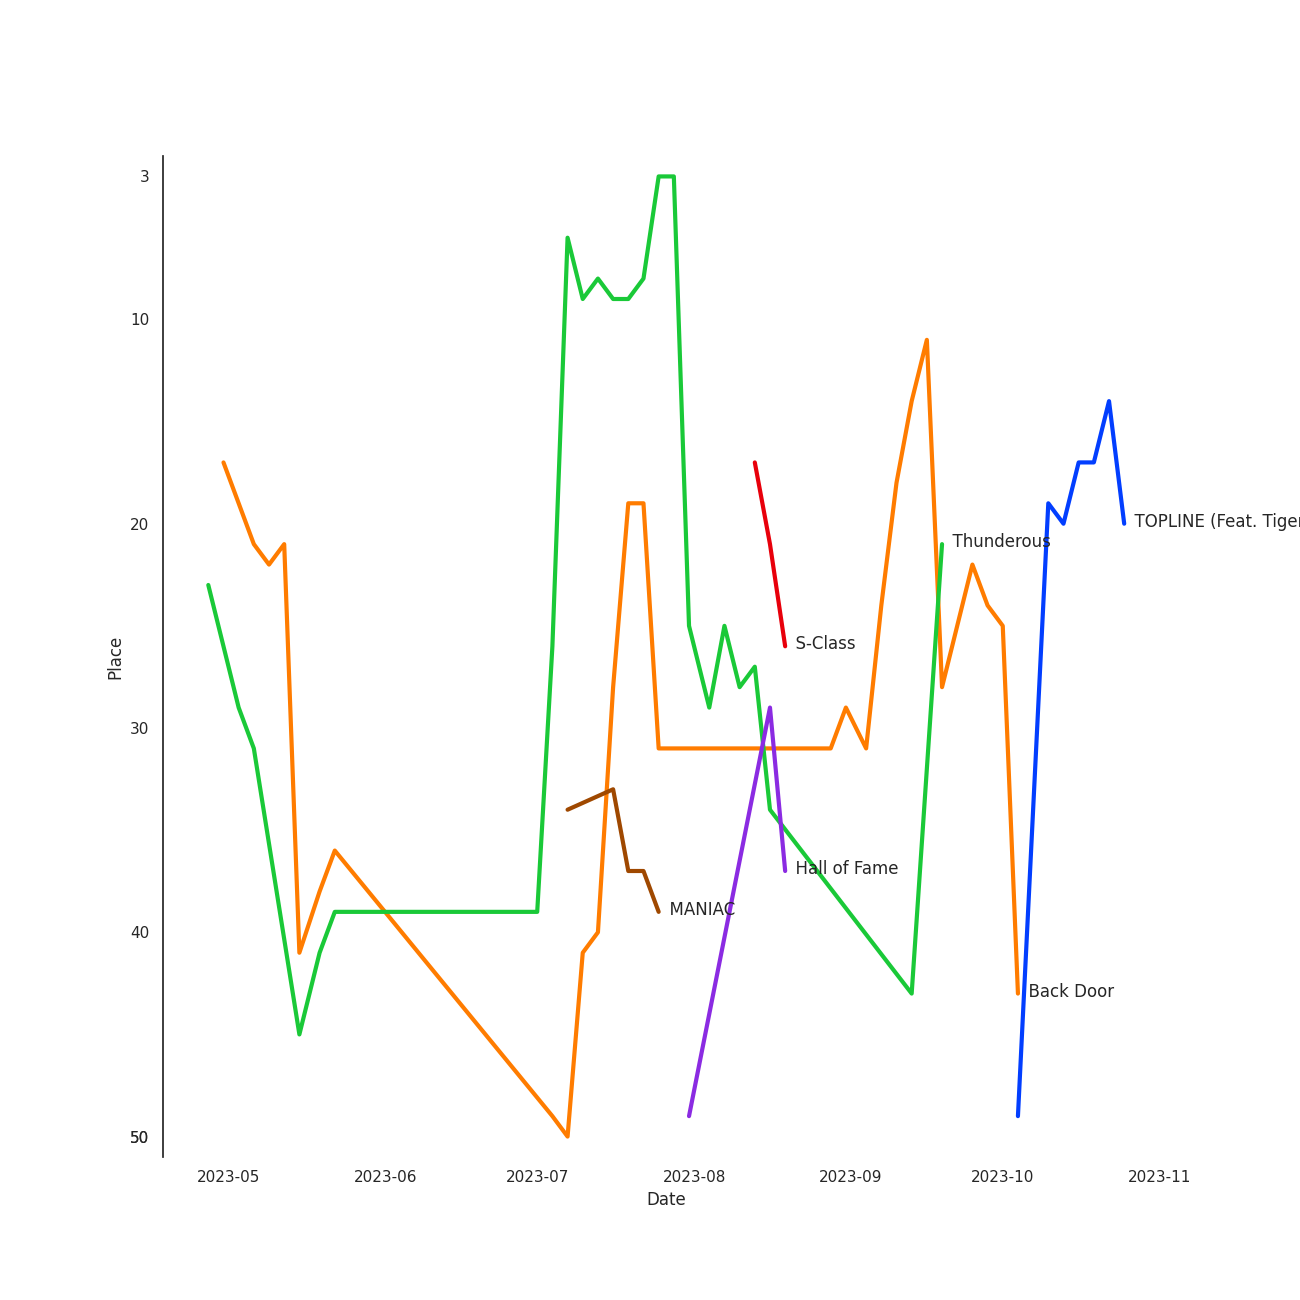 3
10
20
30
40
50
Place
TOPLINE (Feat. Tiger
Thunderous
S-Class
Hall of Fame
MANIAC
Back Door
2023-05 2023-06 2023-07 2023-08 2023-09 2023-10 2023-11
Date